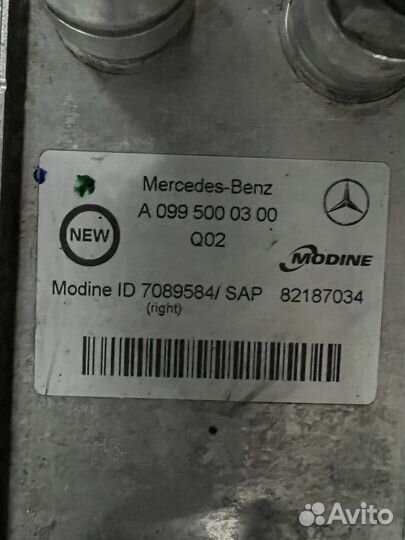 Mercedes-Benz
A 099 500 03 00
NEW
Q02
MODINE
Modine ID 7089584/ SAP 82187034
(right)
Avito